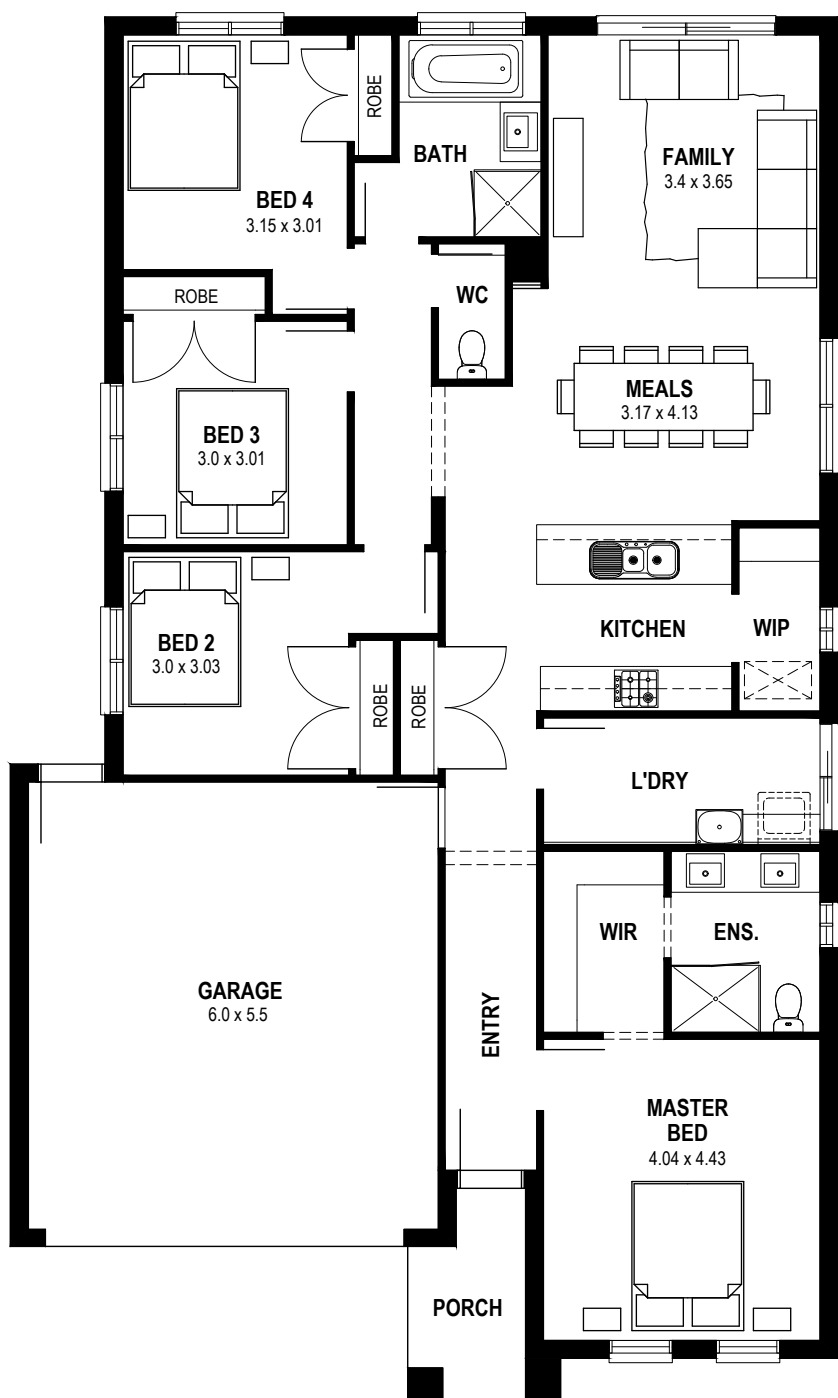 ROBE
BATH
FAMILY
3.4 x 3.65
BED 4
3.15 x 3.01
ROBE
WC
MEALS
3.17 x 4.13
BED 3
3.0 x 3.01
KITCHEN
WIP
BED 2
3.0 x 3.03
ROBE
ROBE
L'DRY
WIR
ENS.
GARAGE
6.0 x 5.5
ENTRY
MASTER
BED
4.04 x 4.43
PORCH